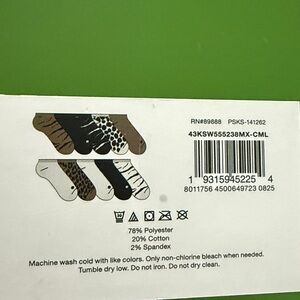 RN#89888 PSKS-141262
43KSW555238MX-CML
1 9315945225 4
8011756 4500649723 0825
30
78% Polyester
20% Cotton
2% Spandex
Machine wash cold with like colors. Only non-chlorine bleach when needed.
Tumble dry low. Do not iron. Do not dry clean.